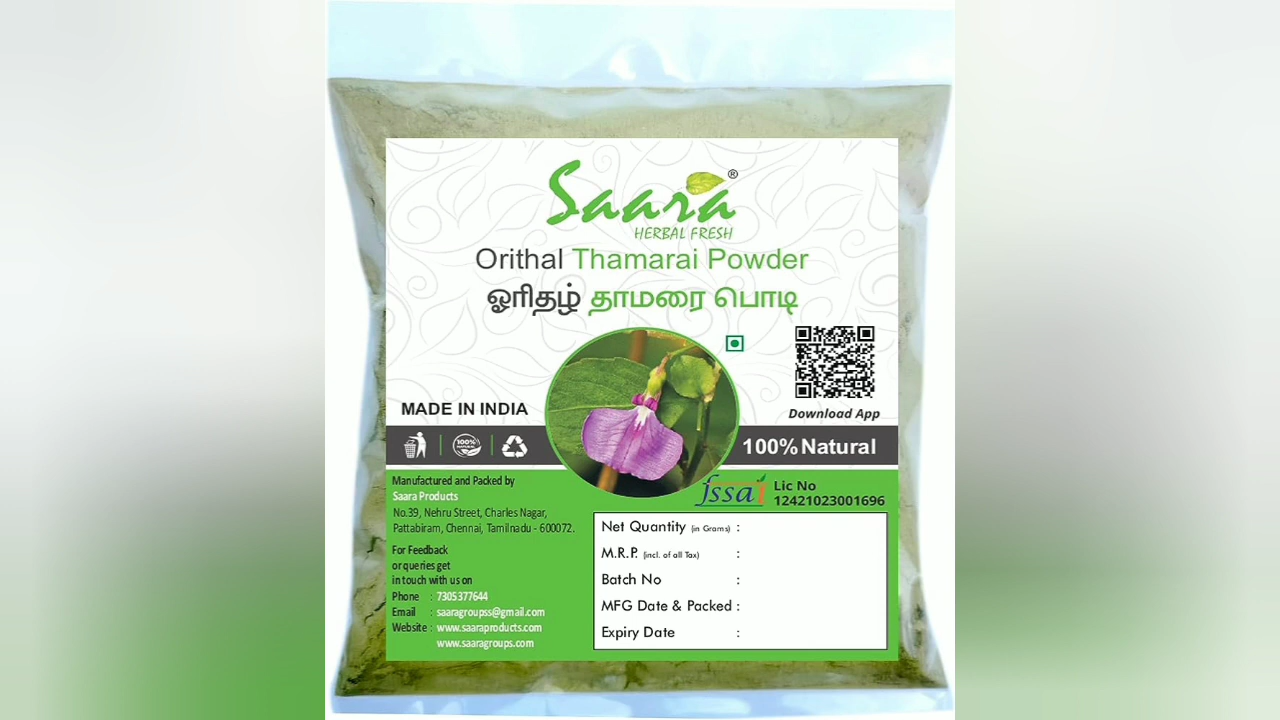 Saara®
HERBAL FRESH
Orithal Thamarai Powder
ஓரிதழ் தாமரை பொடி
Download App
MADE IN INDIA
100%
NATURAL
100% Natural
fssai
Lic No
12421023001696
Manufactured and Packed by
Saara Products
No.39, Nehru Street, Charles Nagar,
Pattabiram, Chennai, Tamilnadu - 600072.
For Feedback
or queries get
in touch with us on
Phone : 7305377644
Email : saaragroupss@gmail.com
Website : www.saaraproducts.com
www.saaragroups.com
Net Quantity (in Grams) :
M.R.P. (incl. of all Tax) :
Batch No :
MFG Date & Packed :
Expiry Date :